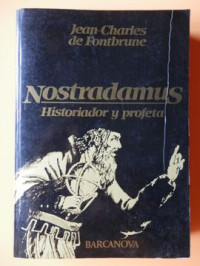 Jean-Charles
de Fontbrune
Nostradamus
Historiador y profeta
BARCANOVA